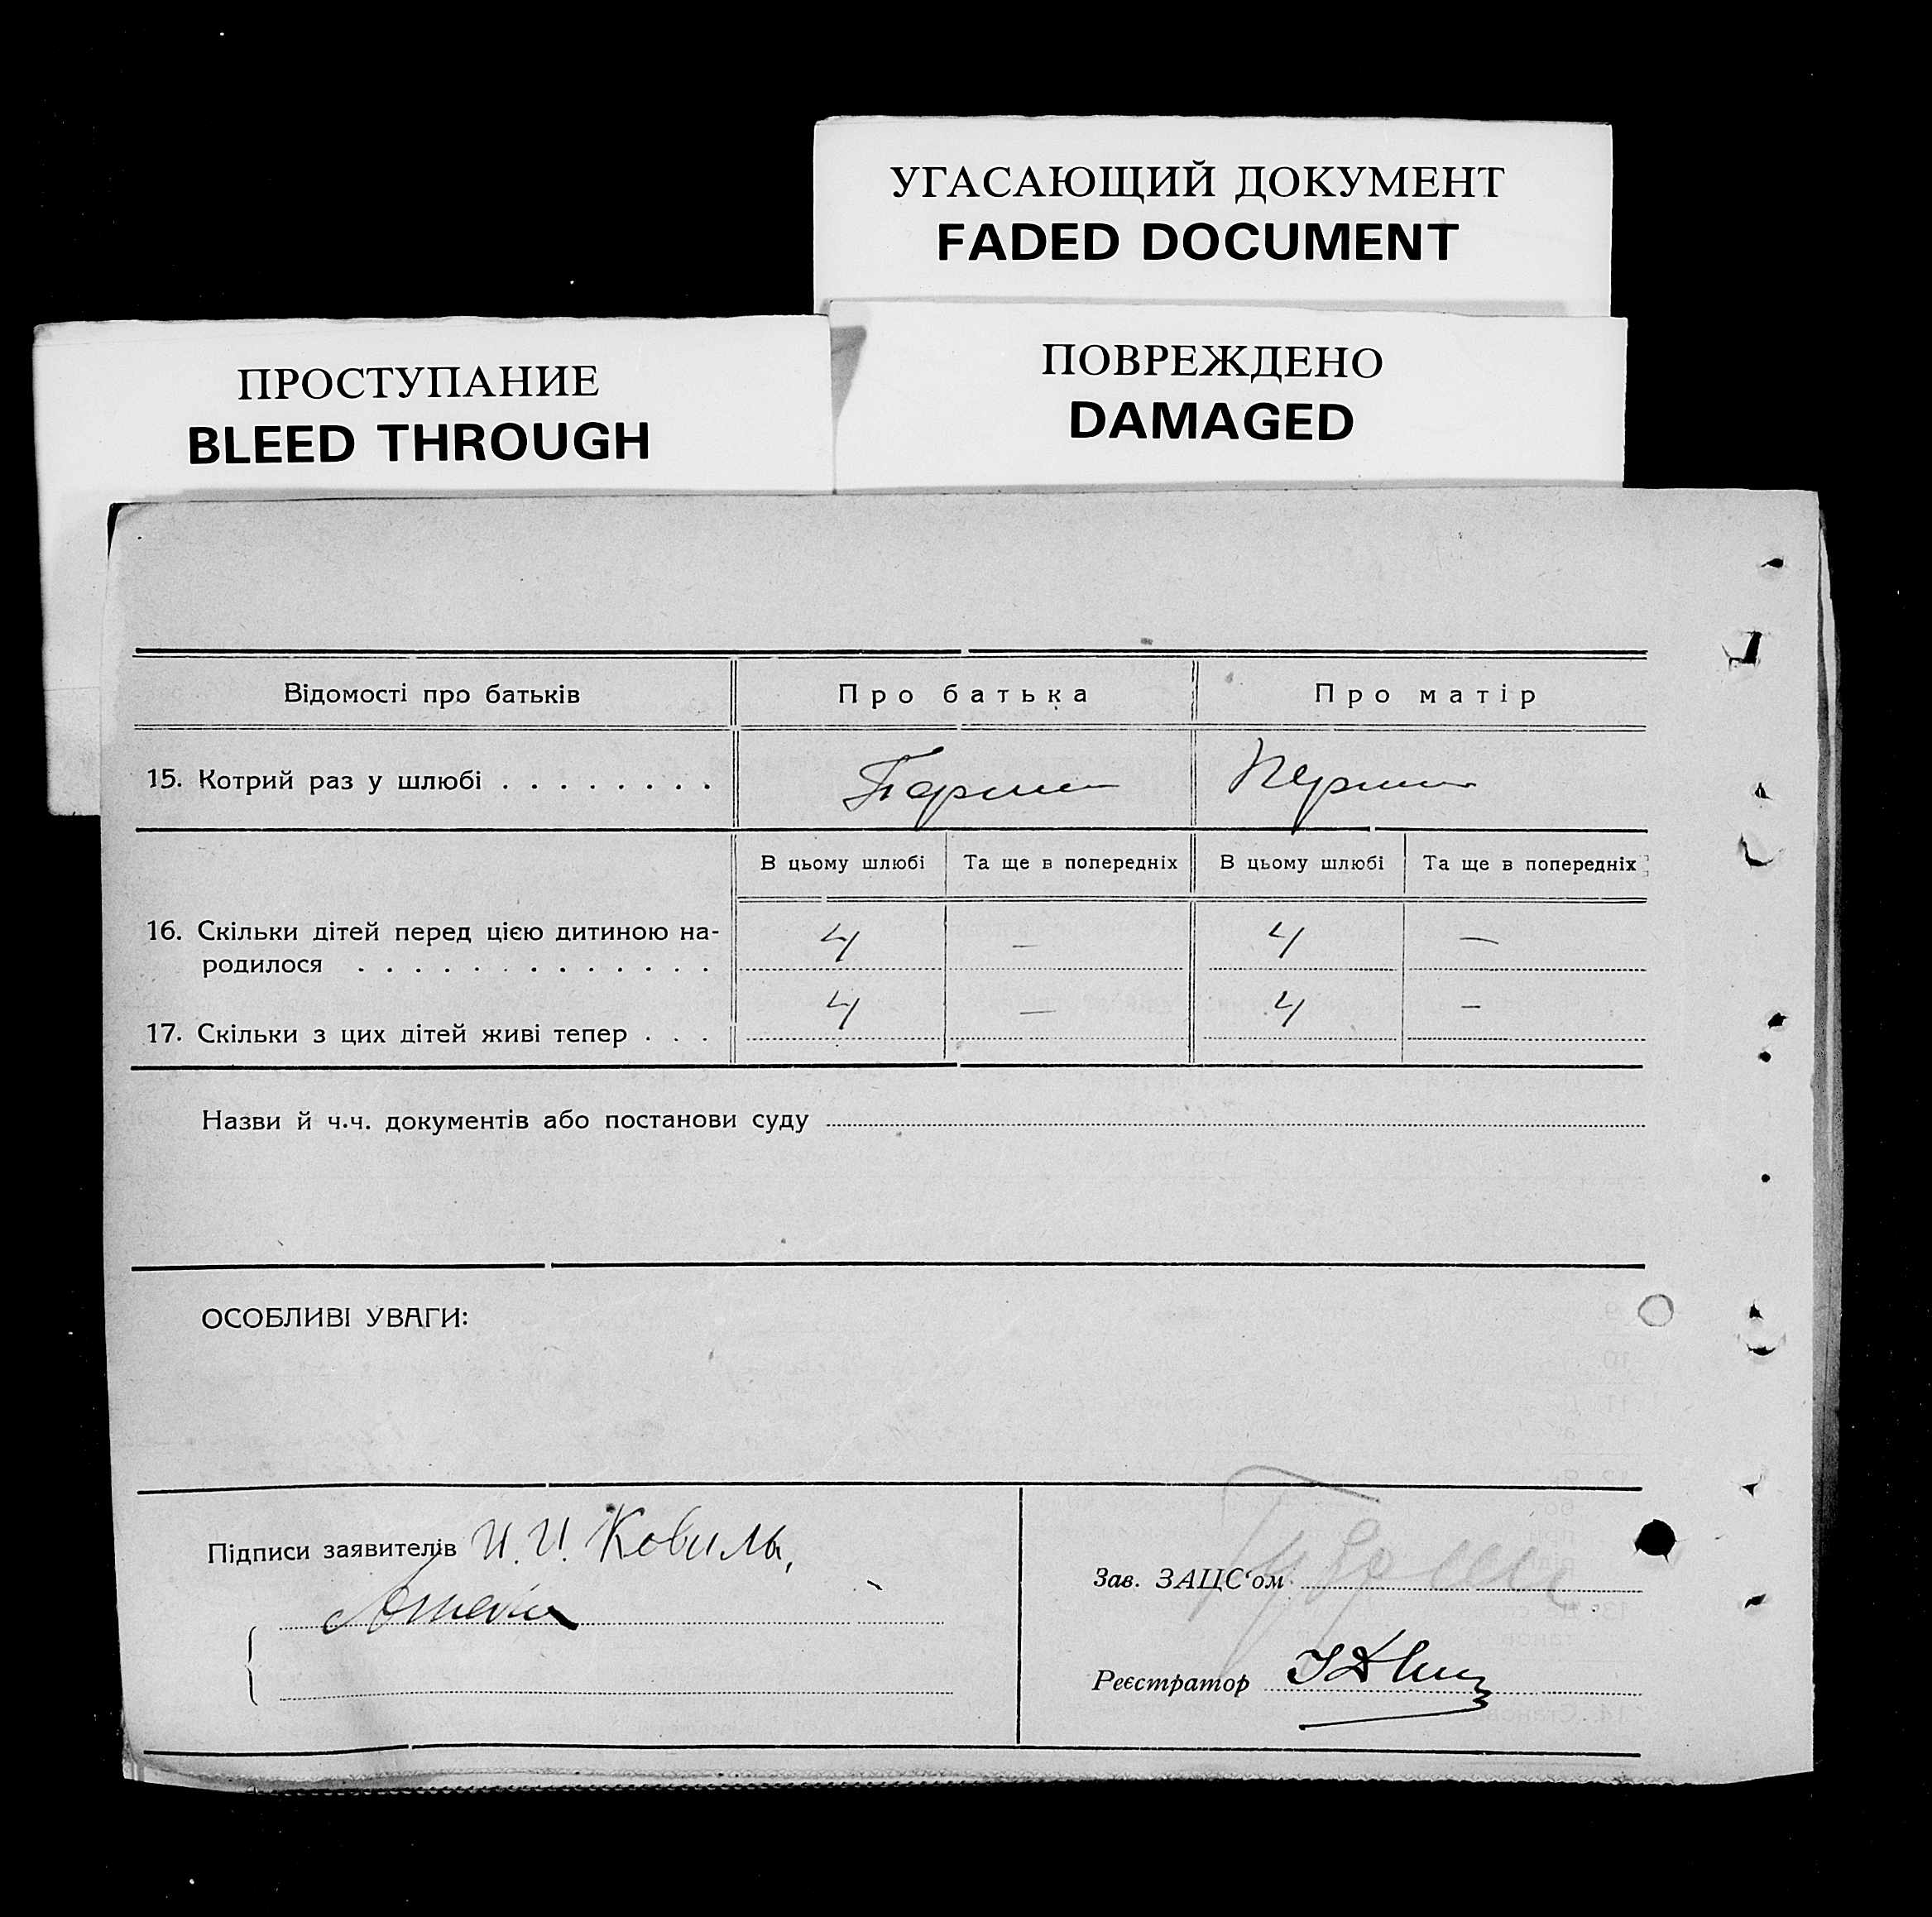 УГАСАЮЩИЙ ДОКУМЕНТ
FADED DOCUMENT
ПРОСТУПАНИЕ
BLEED THROUGH
ПОВРЕЖДЕНО
DAMAGED
Відомості про батьків Про батька Про матір
15. Котрий раз у шлюбі . . . . . . . .
В цьому шлюбі Та ще в попередніх В цьому шлюбі Та ще в попередніх
16. Скільки дітей перед цією дитиною на- 4 — 4 —
родилося . . . . . . . . . . . . .
17. Скільки з цих дітей живі тепер . . . 4 — 4 —
Назви й ч.ч. документів або постанови суду
ОСОБЛИВІ УВАГИ:
Підписи заявителів И. И. Ковиль,
Зав. ЗАЦС‘ом
Реєстратор